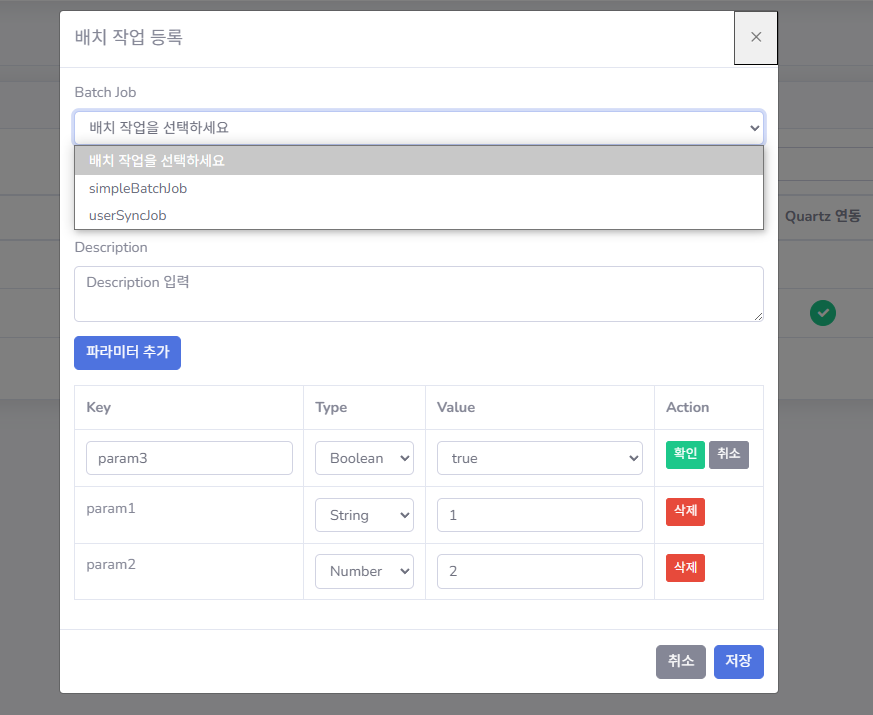 배치 작업 등록
Batch Job
배치 작업을 선택하세요
배치 작업을 선택하세요
simpleBatchJob
userSyncJob
Quartz 연동
Description
Description 입력
파라미터 추가
Key Type Value Action
param3 Boolean true 확인 취소
param1 String 1 삭제
param2 Number 2 삭제
취소 저장